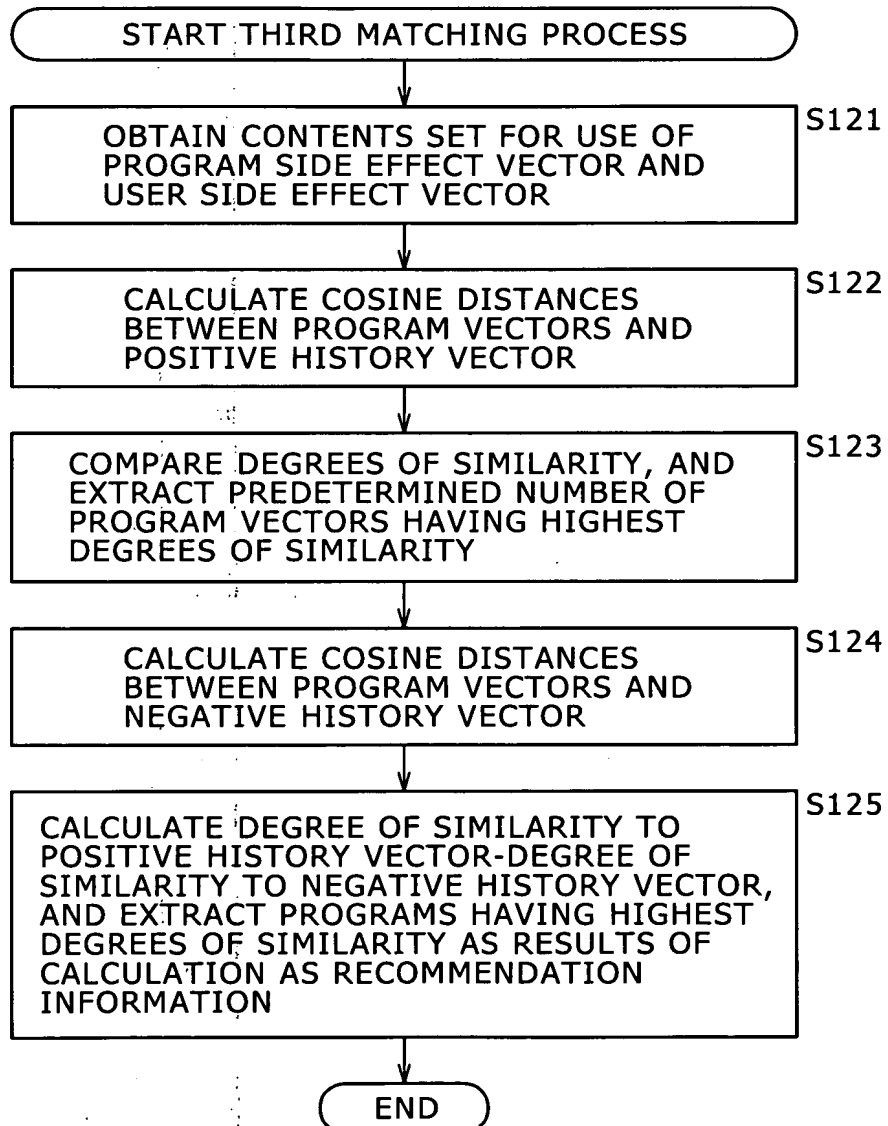 START THIRD MATCHING PROCESS
S121
OBTAIN CONTENTS SET FOR USE OF
PROGRAM SIDE EFFECT VECTOR AND
USER SIDE EFFECT VECTOR
S122
CALCULATE COSINE DISTANCES
BETWEEN PROGRAM VECTORS AND
POSITIVE HISTORY VECTOR
S123
COMPARE DEGREES OF SIMILARITY, AND
EXTRACT PREDETERMINED NUMBER OF
PROGRAM VECTORS HAVING HIGHEST
DEGREES OF SIMILARITY
S124
CALCULATE COSINE DISTANCES
BETWEEN PROGRAM VECTORS AND
NEGATIVE HISTORY VECTOR
S125
CALCULATE DEGREE OF SIMILARITY TO
POSITIVE HISTORY VECTOR-DEGREE OF
SIMILARITY TO NEGATIVE HISTORY VECTOR,
AND EXTRACT PROGRAMS HAVING HIGHEST
DEGREES OF SIMILARITY AS RESULTS OF
CALCULATION AS RECOMMENDATION
INFORMATION
END